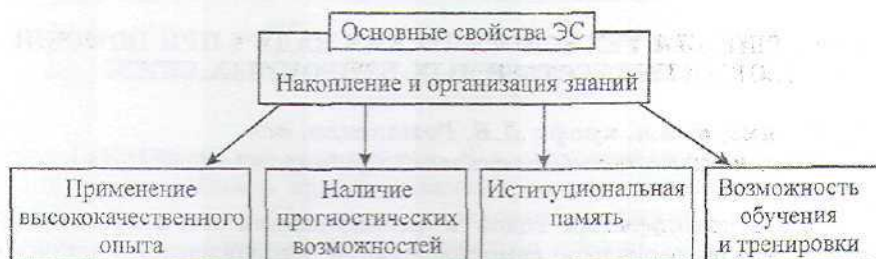 Основные свойства ЭС
Накопление и организация знаний
Применение
высококачественного
опыта
Наличие
прогностических
возможностей
Иституциональная
память
Возможность
обучения
и тренировки